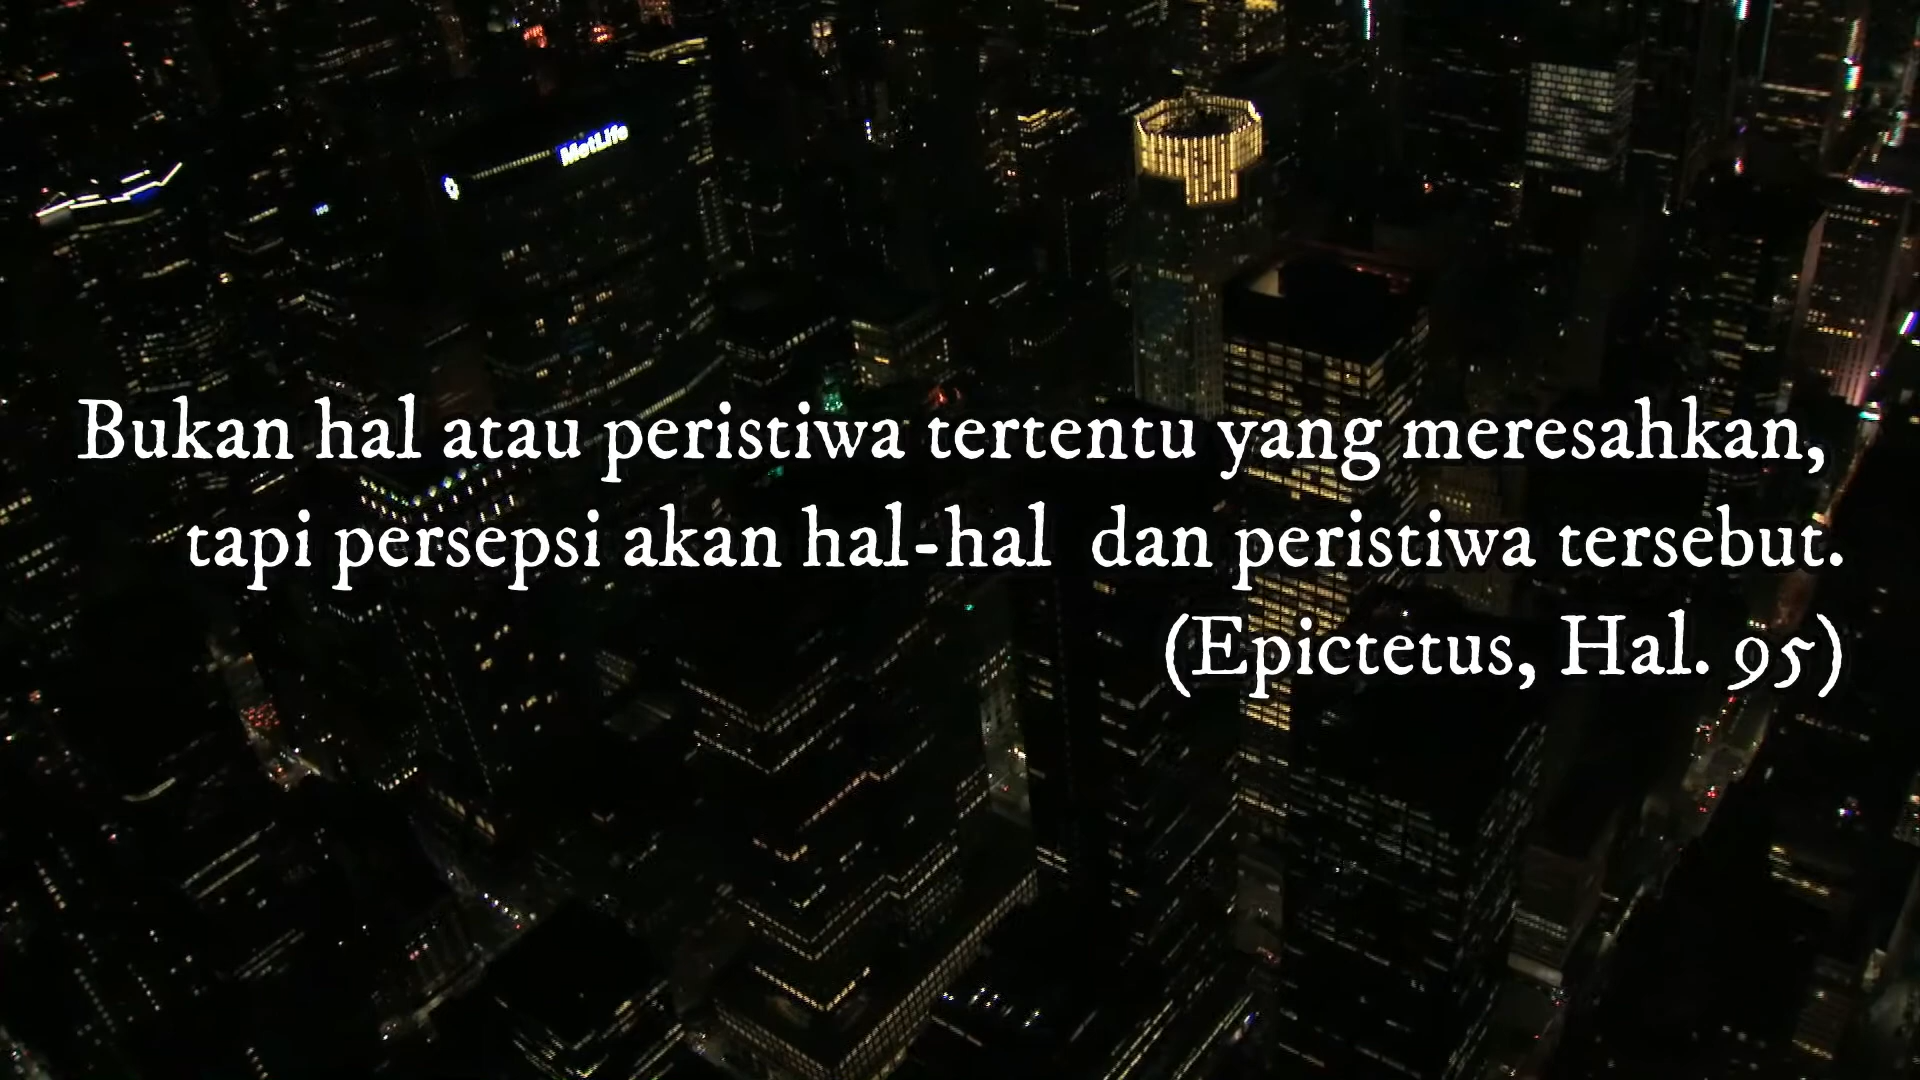 MetLife
Bukan hal atau peristiwa tertentu yang meresahkan,
tapi persepsi akan hal-hal  dan peristiwa tersebut.
(Epictetus, Hal. 95)